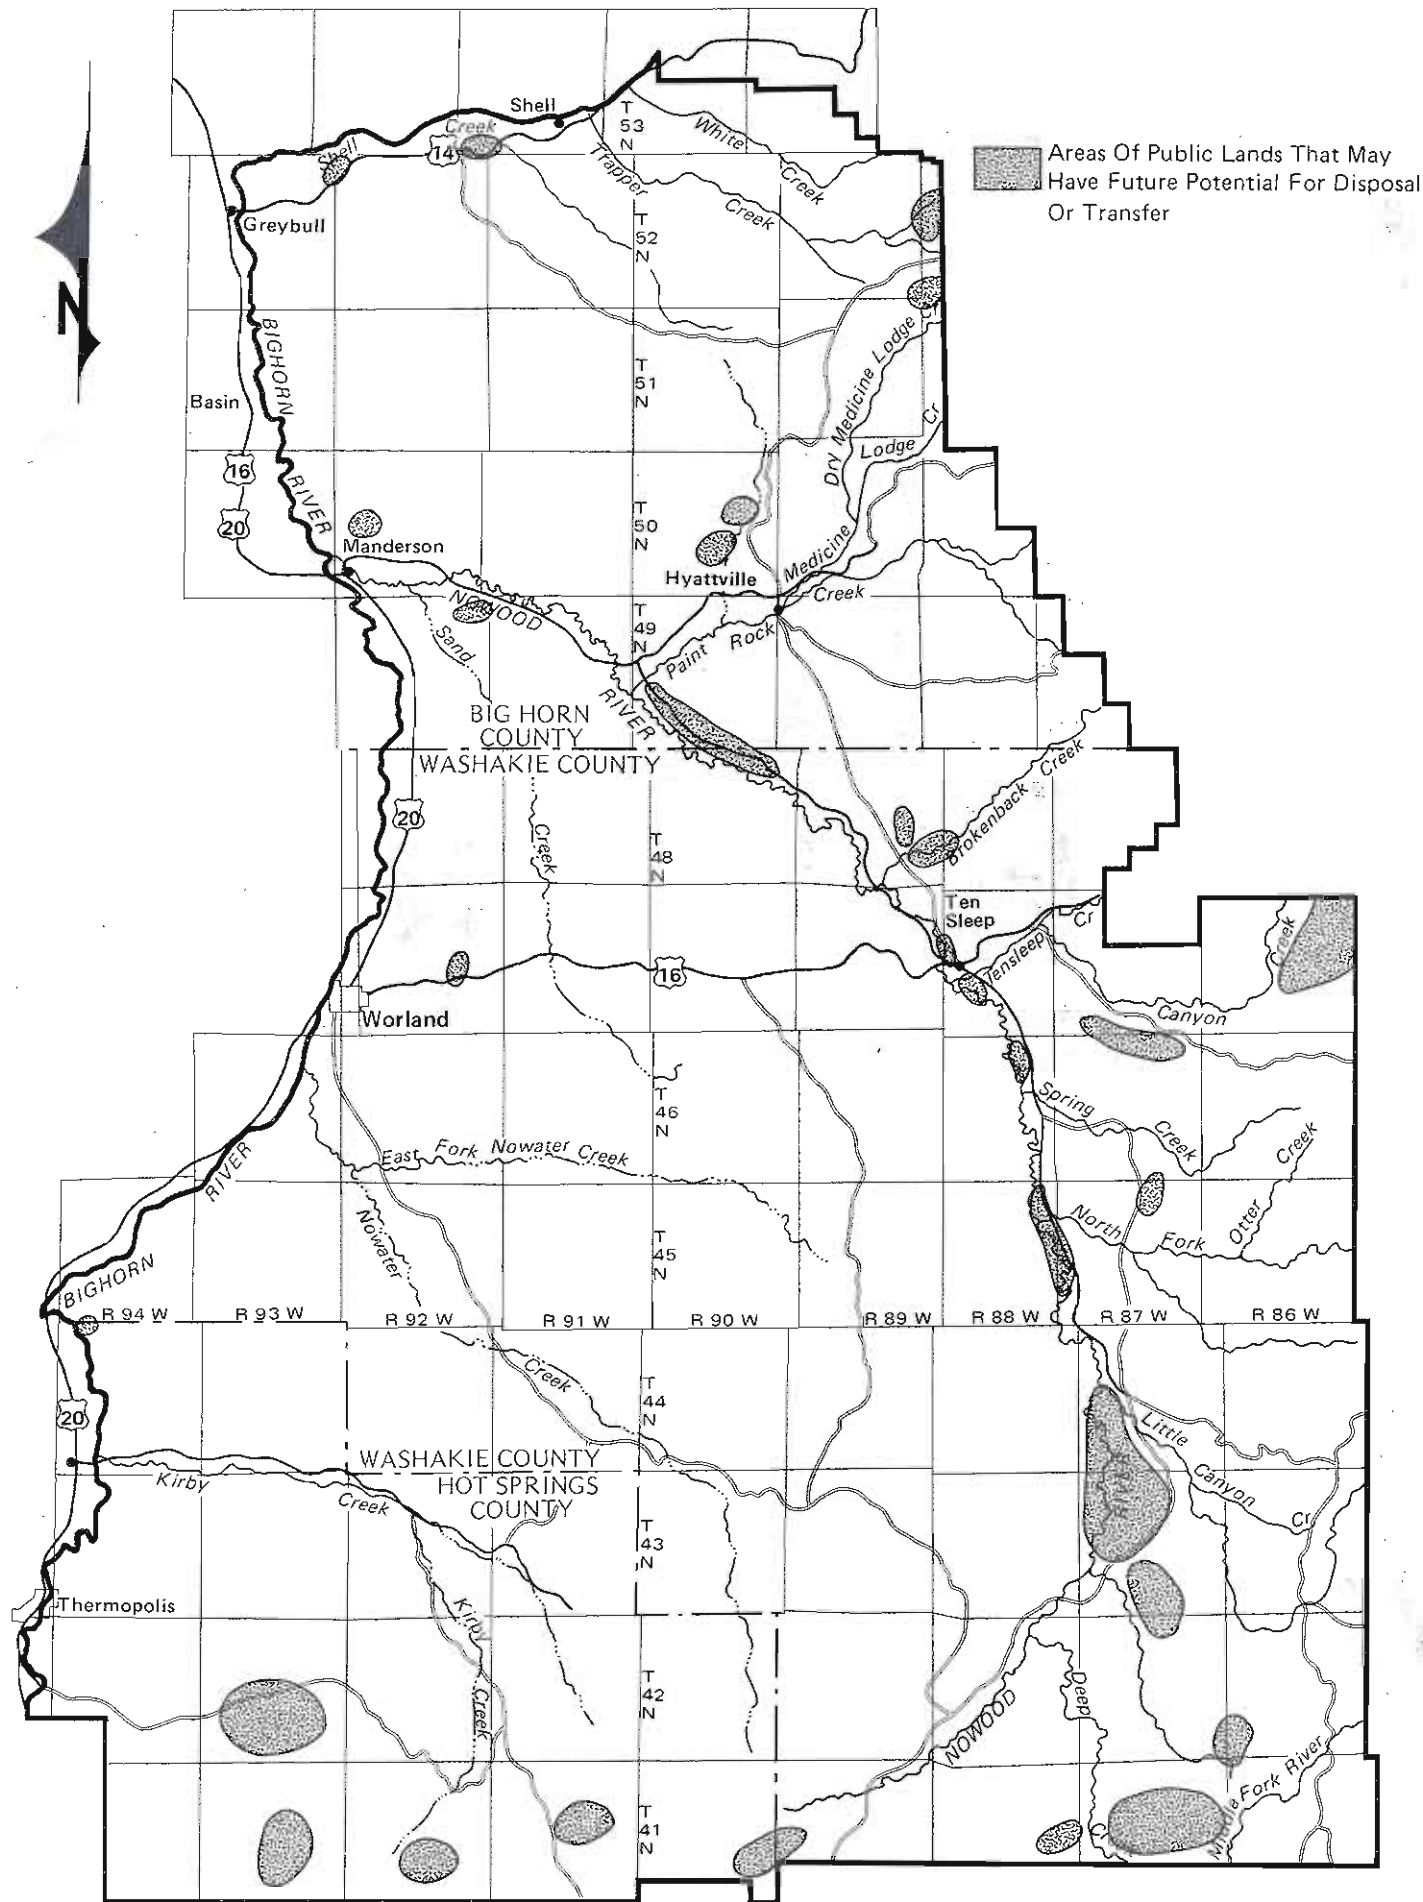 Shell
Creek
Shell
14
T
53
N
White
Creek
Trapper
Creek
Areas Of Public Lands That May
Have Future Potential For Disposal
Or Transfer
Greybull
T
52
N
N
BIGHORN
RIVER
Basin
T
51
N
Dry Medicine Lodge Cr
Lodge Cr
Medicine
16
20
T
50
N
Manderson
Hyattville
Creek
NOWOOD
RIVER
Sand
T
49
N
Paint Rock
BIG HORN
COUNTY
WASHAKIE COUNTY
20
Creek
T
48
N
Brokenback Creek
Ten
Sleep
Tensleep Cr
Creek
Canyon
16
Worland
T
46
N
Spring
Creek
East Fork Nowater Creek
Nowater
RIVER
BIGHORN
T
45
N
North Fork
Otter Creek
R 94 W
R 93 W
R 92 W
R 91 W
R 90 W
R 89 W
R 88 W
R 87 W
R 86 W
Creek
T
44
N
20
WASHAKIE COUNTY
HOT SPRINGS
COUNTY
Kirby
Creek
Little
Canyon
Cr
RIVER
T
43
N
Thermopolis
Kirby
Creek
T
42
N
Deep
Cr
NOWOOD
Middle Fork River
T
41
N